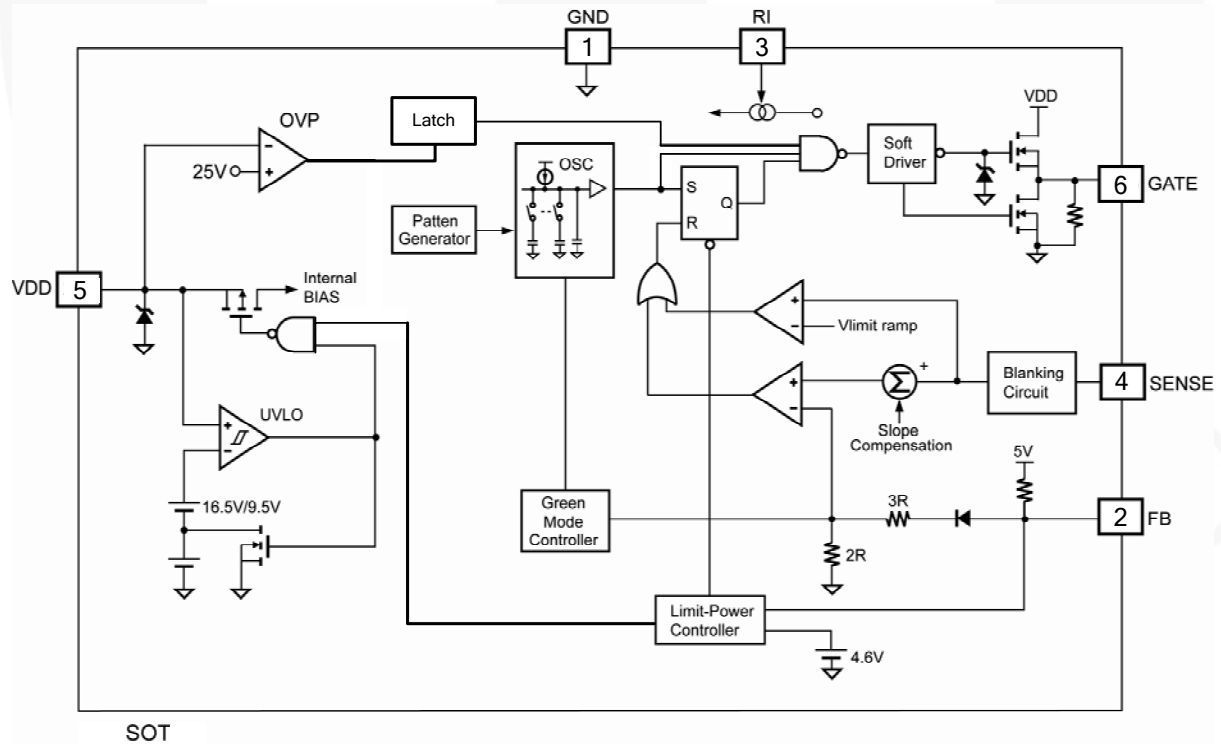 GND
1
RI
3
VDD
OVP
Latch
25V
-
+
OSC
Soft
Driver
6
GATE
Patten
Generator
S
Q
R
VDD
5
Internal
BIAS
+
-
Vlimit ramp
+
-
Σ
+
Slope
Compensation
Blanking
Circuit
4
SENSE
UVLO
+
-
16.5V/9.5V
5V
Green
Mode
Controller
3R
2
FB
2R
Limit-Power
Controller
4.6V
SOT